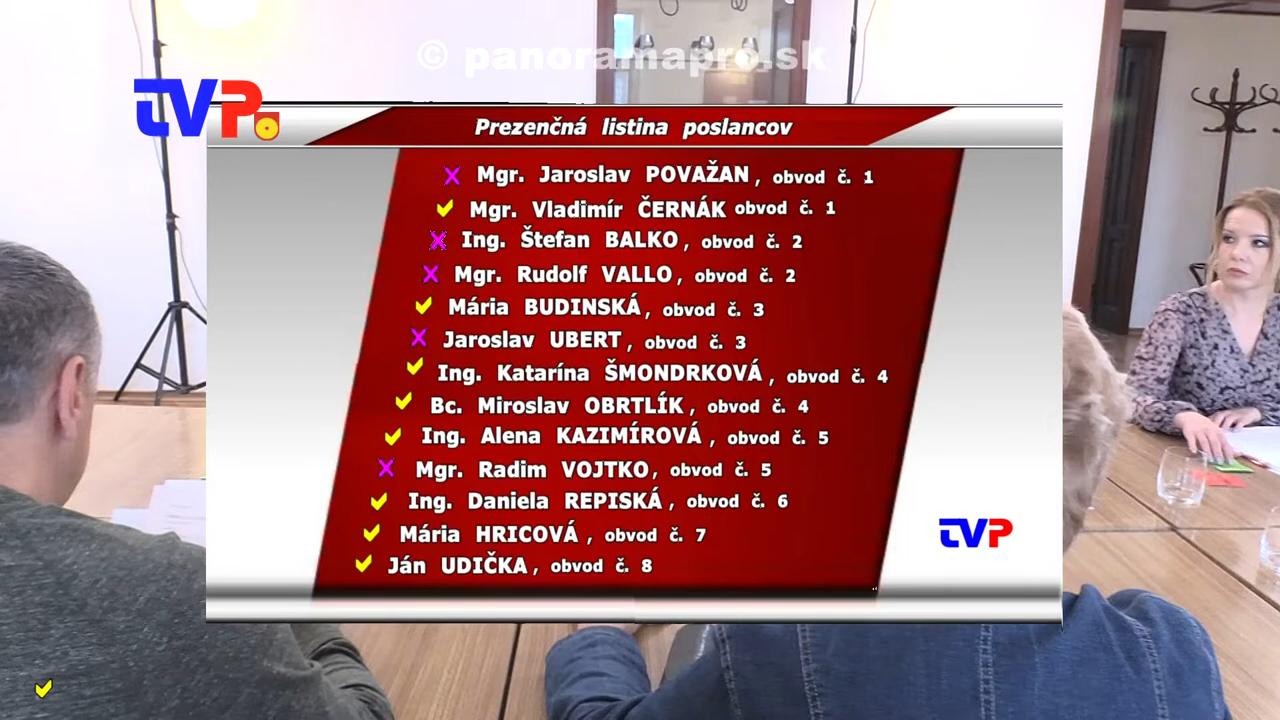 © panoramapro.sk
TVP
Prezenčná listina poslancov
Mgr. Jaroslav POVAŽAN, obvod č. 1
Mgr. Vladimír ČERNÁK obvod č. 1
Ing. Štefan BALKO, obvod č. 2
Mgr. Rudolf VALLO, obvod č. 2
Mária BUDINSKÁ, obvod č. 3
Jaroslav UBERT, obvod č. 3
Ing. Katarína ŠMONDRKOVÁ, obvod č. 4
Bc. Miroslav OBRTLÍK, obvod č. 4
Ing. Alena KAZIMÍROVÁ, obvod č. 5
Mgr. Radim VOJTKO, obvod č. 5
Ing. Daniela REPISKÁ, obvod č. 6
Mária HRICOVÁ, obvod č. 7
TVP
Ján UDIČKA, obvod č. 8